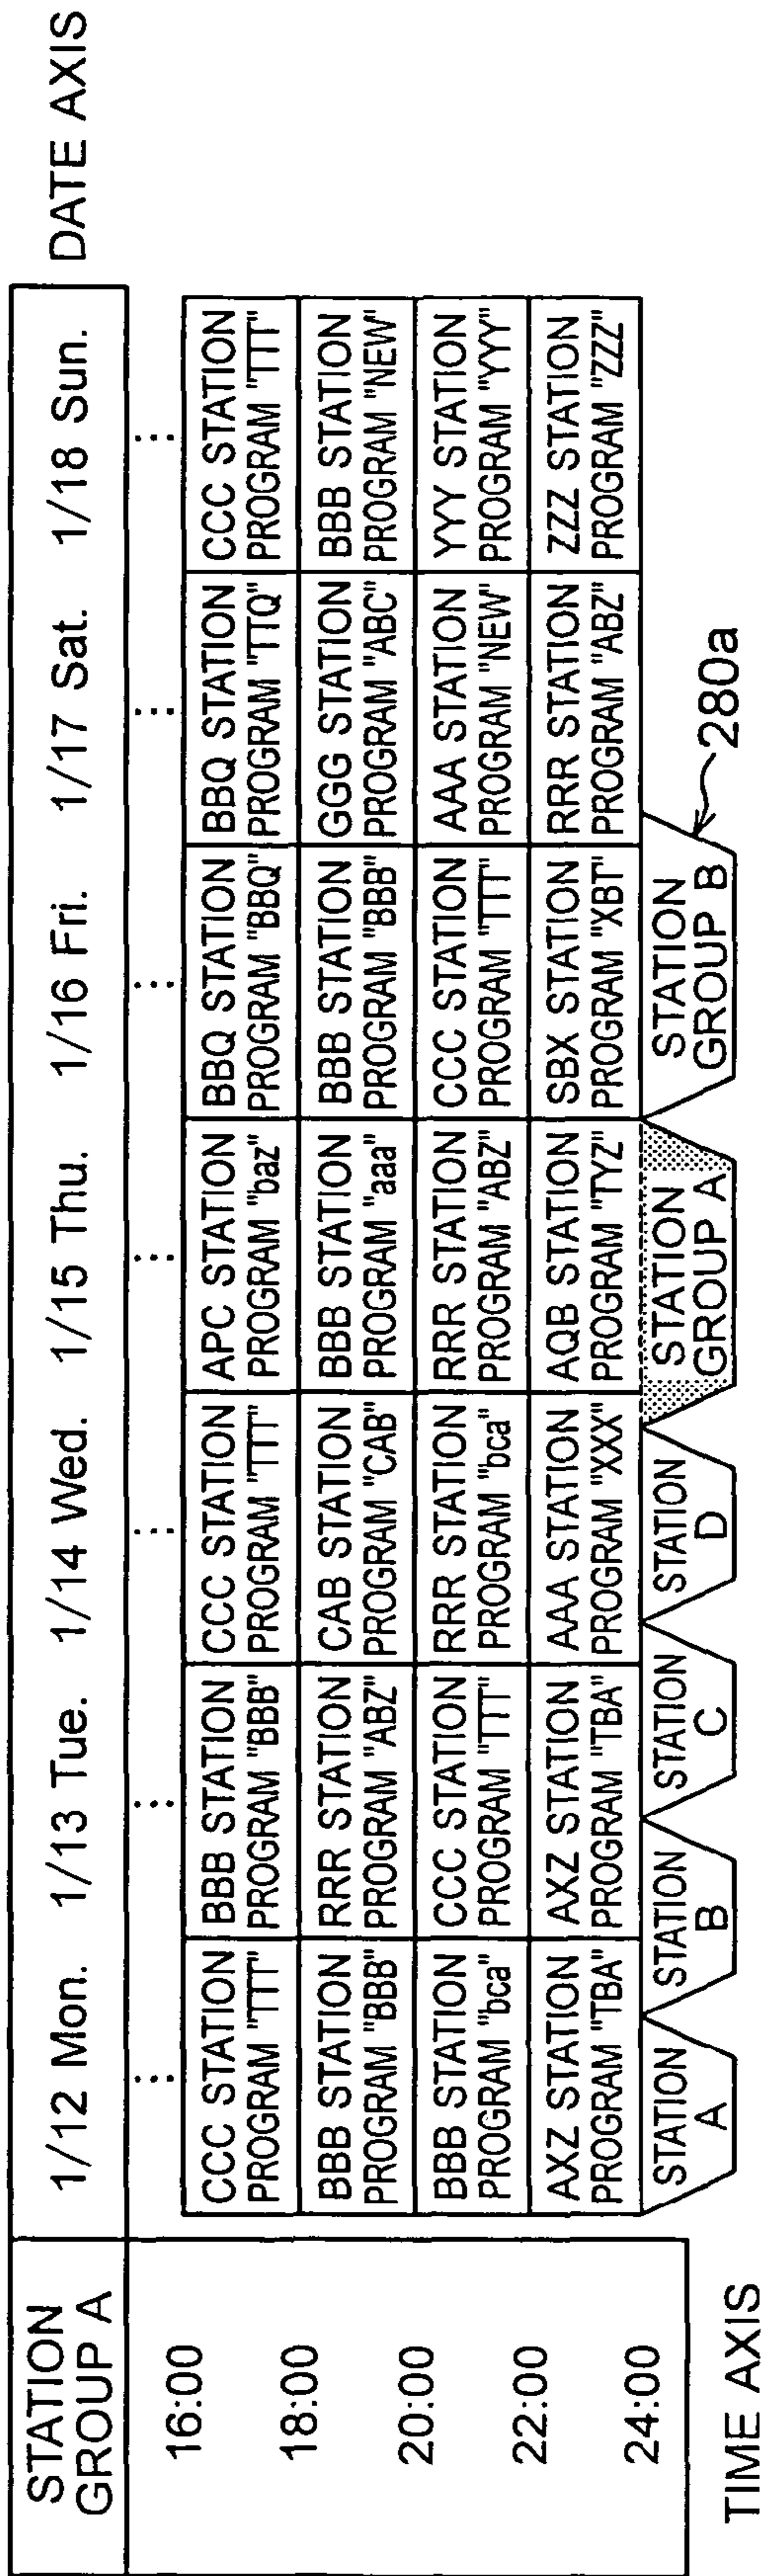 STATION
GROUP A
1/12 Mon. 1/13 Tue. 1/14 Wed. 1/15 Thu. 1/16 Fri. 1/17 Sat. 1/18 Sun.
DATE AXIS
... ... ... ... ... ... ...
16:00
CCC STATION BBB STATION CCC STATION APC STATION BBQ STATION BBQ STATION CCC STATION
PROGRAM "TTT" PROGRAM "BBB" PROGRAM "TTT" PROGRAM "baz" PROGRAM "BBQ" PROGRAM "TTQ" PROGRAM "TTT"
18:00
BBB STATION RRR STATION CAB STATION BBB STATION BBB STATION GGG STATION BBB STATION
PROGRAM "BBB" PROGRAM "ABZ" PROGRAM "CAB" PROGRAM "aaa" PROGRAM "BBB" PROGRAM "ABC" PROGRAM "NEW"
20:00
BBB STATION CCC STATION RRR STATION RRR STATION CCC STATION AAA STATION YYY STATION
PROGRAM "bca" PROGRAM "TTT" PROGRAM "bca" PROGRAM "ABZ" PROGRAM "TTT" PROGRAM "NEW" PROGRAM "YYY"
22:00
AXZ STATION AXZ STATION AAA STATION AQB STATION SBX STATION RRR STATION ZZZ STATION
PROGRAM "TBA" PROGRAM "TBA" PROGRAM "XXX" PROGRAM "TYZ" PROGRAM "XBT" PROGRAM "ABZ" PROGRAM "ZZZ"
24:00
STATION STATION STATION STATION STATION STATION
A B C D GROUP A GROUP B
280a
TIME AXIS